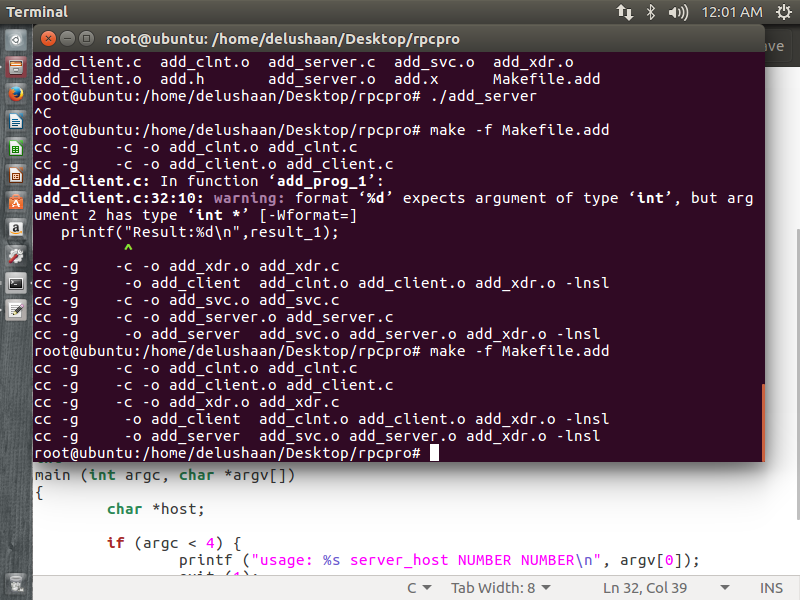 Terminal
12:01 AM
root@ubuntu: /home/delushaan/Desktop/rpcpro
ave
add_client.c  add_clnt.o  add_server.c  add_svc.o  add_xdr.o
add_client.o  add.h       add_server.o  add.x      Makefile.add
root@ubuntu:/home/delushaan/Desktop/rpcpro# ./add_server
^C
root@ubuntu:/home/delushaan/Desktop/rpcpro# make -f Makefile.add
cc -g    -c -o add_clnt.o add_clnt.c
cc -g    -c -o add_client.o add_client.c
add_client.c: In function ‘add_prog_1’:
add_client.c:32:10: warning: format ‘%d’ expects argument of type ‘int’, but arg
ument 2 has type ‘int *’ [-Wformat=]
   printf("Result:%d\n",result_1);
          ^
cc -g    -c -o add_xdr.o add_xdr.c
cc -g     -o add_client  add_clnt.o add_client.o add_xdr.o -lnsl
cc -g    -c -o add_svc.o add_svc.c
cc -g    -c -o add_server.o add_server.c
cc -g     -o add_server  add_svc.o add_server.o add_xdr.o -lnsl
root@ubuntu:/home/delushaan/Desktop/rpcpro# make -f Makefile.add
cc -g    -c -o add_clnt.o add_clnt.c
cc -g    -c -o add_client.o add_client.c
cc -g    -c -o add_xdr.o add_xdr.c
cc -g     -o add_client  add_clnt.o add_client.o add_xdr.o -lnsl
cc -g     -o add_server  add_svc.o add_server.o add_xdr.o -lnsl
root@ubuntu:/home/delushaan/Desktop/rpcpro#
main (int argc, char *argv[])
{
        char *host;
        if (argc < 4) {
                printf ("usage: %s server_host NUMBER NUMBER\n", argv[0]);
                exit (1);
C  Tab Width: 8  Ln 32, Col 39  INS